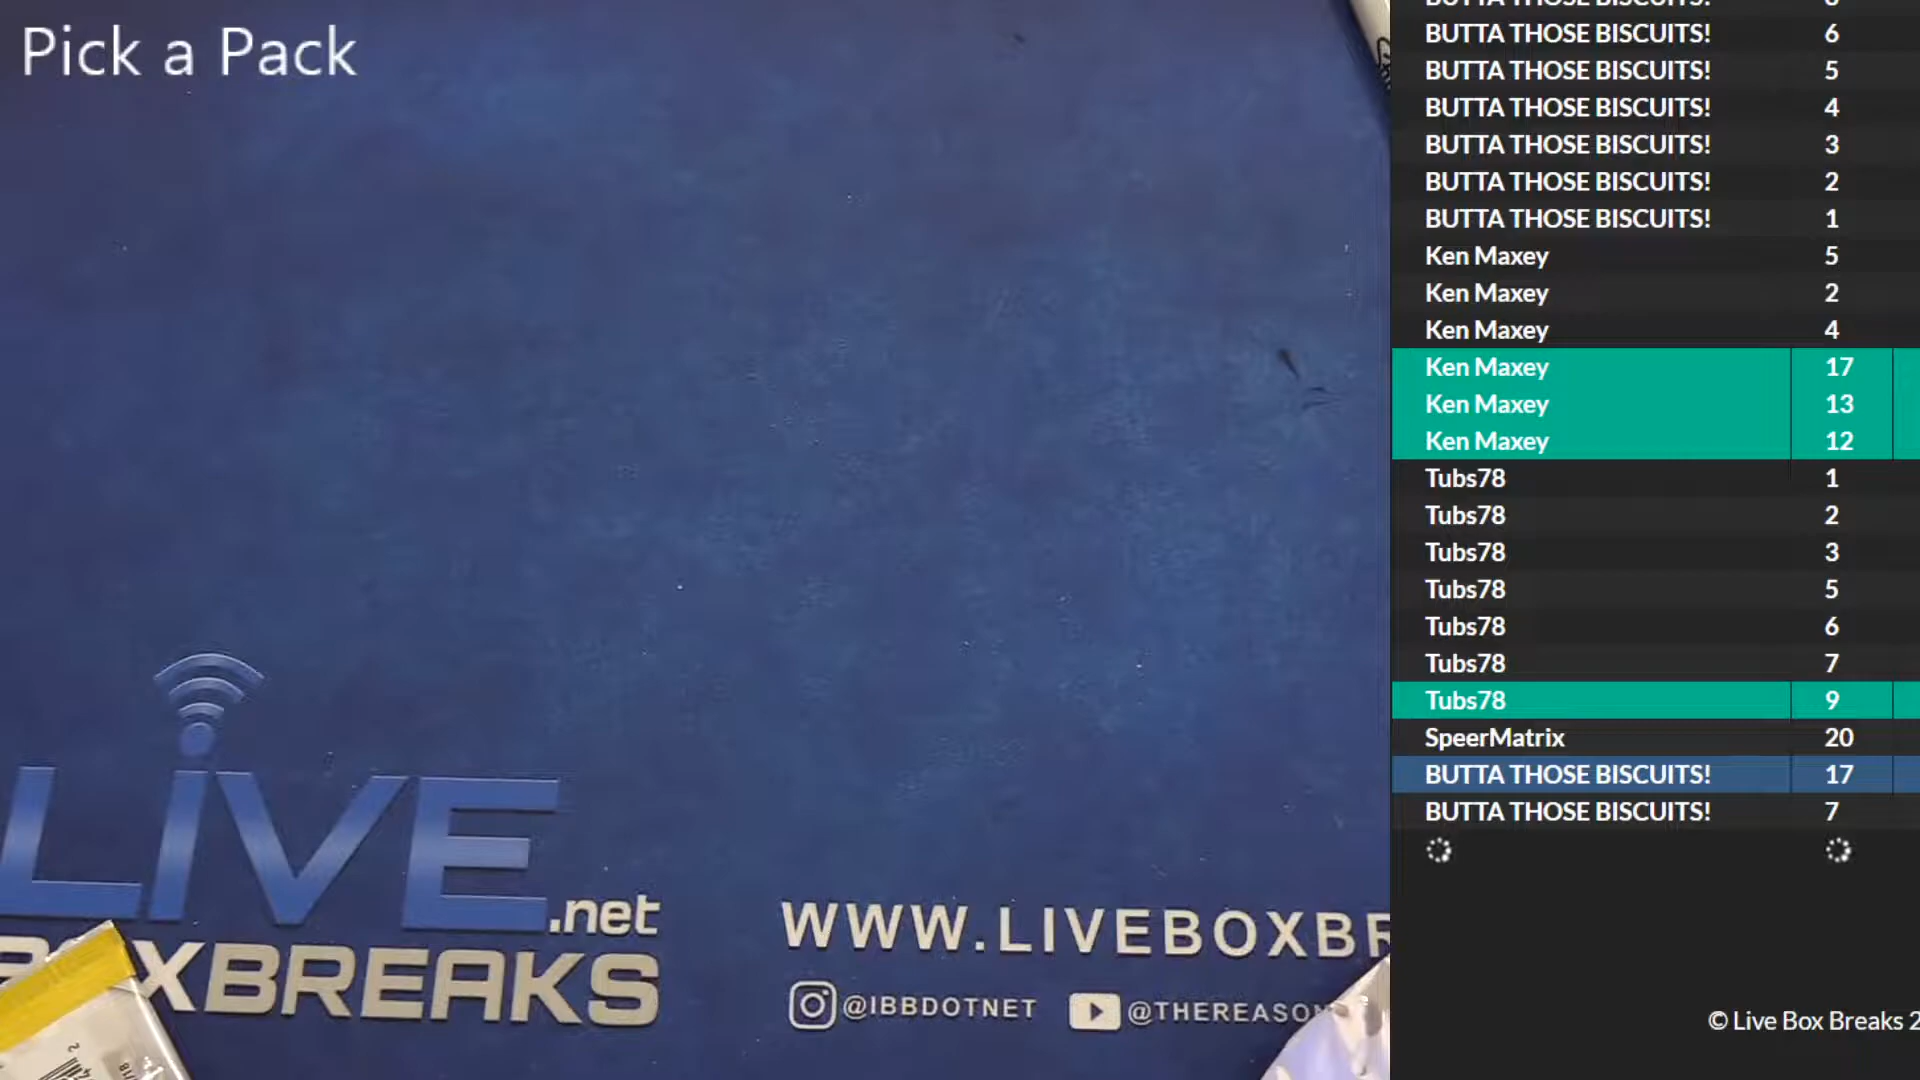 Pick a Pack
BUTTA THOSE BISCUITS! 6
BUTTA THOSE BISCUITS! 5
BUTTA THOSE BISCUITS! 4
BUTTA THOSE BISCUITS! 3
BUTTA THOSE BISCUITS! 2
BUTTA THOSE BISCUITS! 1
Ken Maxey 5
Ken Maxey 2
Ken Maxey 4
Ken Maxey 17
Ken Maxey 13
Ken Maxey 12
Tubs78 1
Tubs78 2
Tubs78 3
Tubs78 5
Tubs78 6
Tubs78 7
Tubs78 9
SpeerMatrix 20
BUTTA THOSE BISCUITS! 17
BUTTA THOSE BISCUITS! 7
LIVE.net
BOXBREAKS
WWW.LIVEBOXBR
@IBBDOTNET @THEREASON
© Live Box Breaks 2